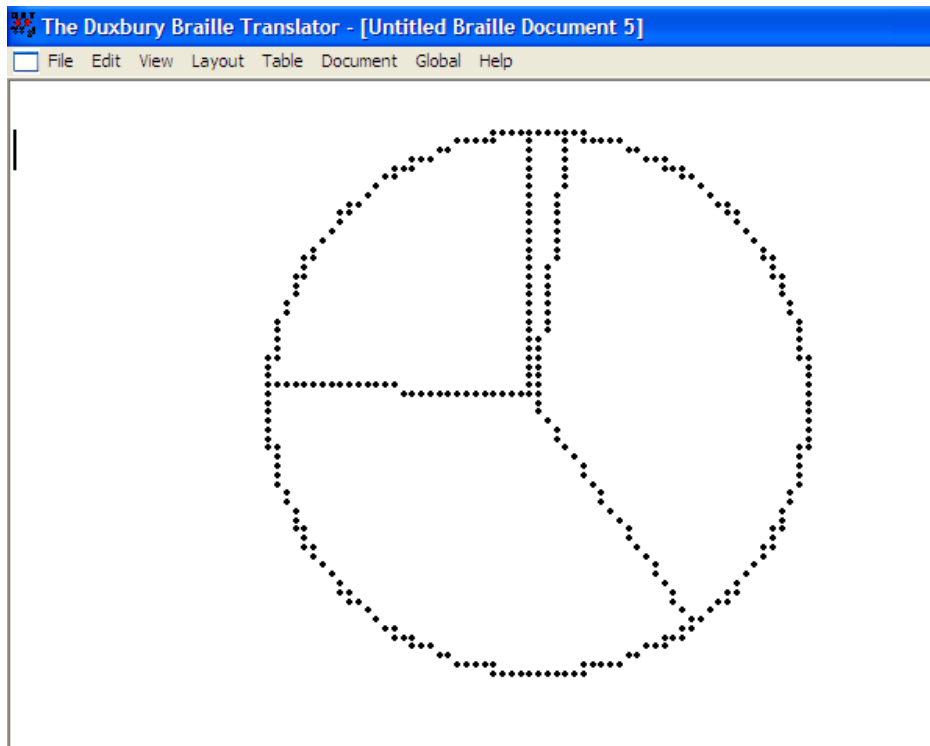 The Duxbury Braille Translator - [Untitled Braille Document 5]
File Edit View Layout Table Document Global Help